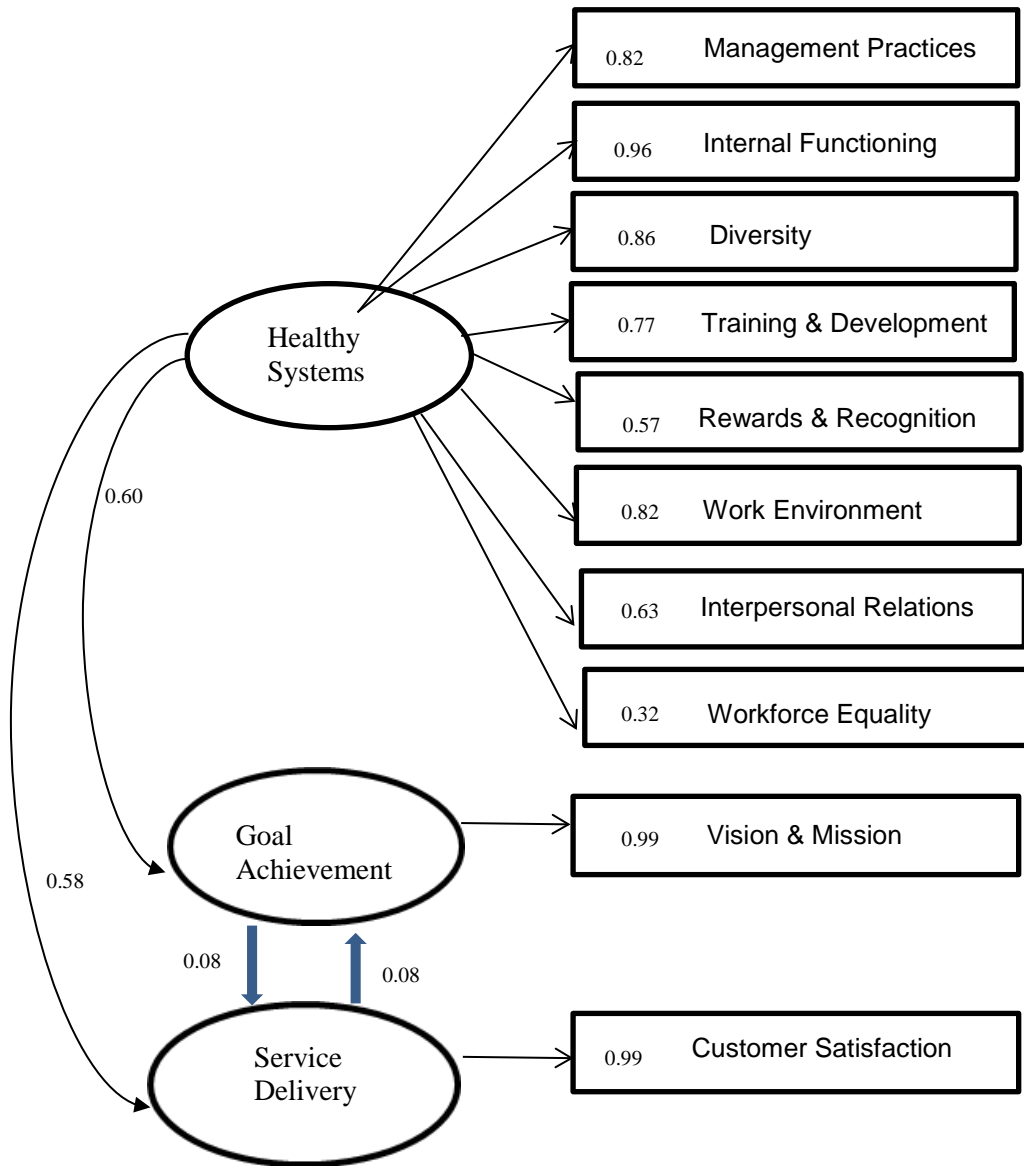 0.82 Management Practices
0.96 Internal Functioning
0.86 Diversity
0.77 Training & Development
0.57 Rewards & Recognition
0.82 Work Environment
0.63 Interpersonal Relations
0.32 Workforce Equality
Healthy
Systems
0.60
0.58
Goal
Achievement
0.99 Vision & Mission
0.08
0.08
Service
Delivery
0.99 Customer Satisfaction